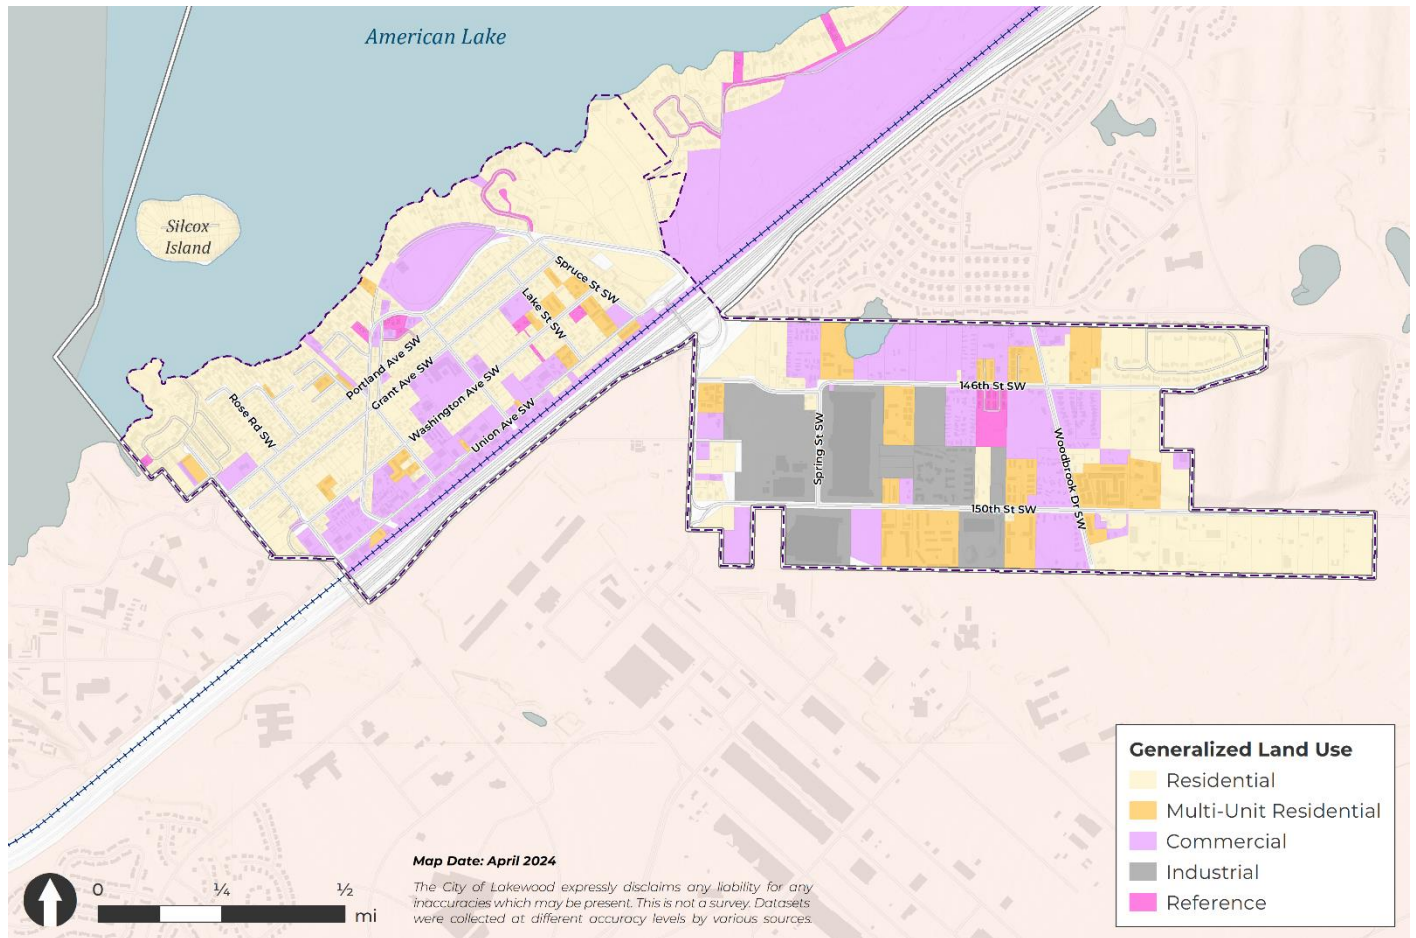 American Lake
Silcox
Island
Spruce St SW
Lake St SW
Portland Ave SW
Grant Ave SW
Washington Ave SW
Union Ave SW
Rose Rd SW
146th St SW
Spring St SW
Woodbrook Dr SW
150th St SW
Generalized Land Use
Residential
Multi-Unit Residential
Commercial
Industrial
Reference
Map Date: April 2024
The City of Lakewood expressly disclaims any liability for any
inaccuracies which may be present. This is not a survey. Datasets
were collected at different accuracy levels by various sources.
0 ¼ ½
mi